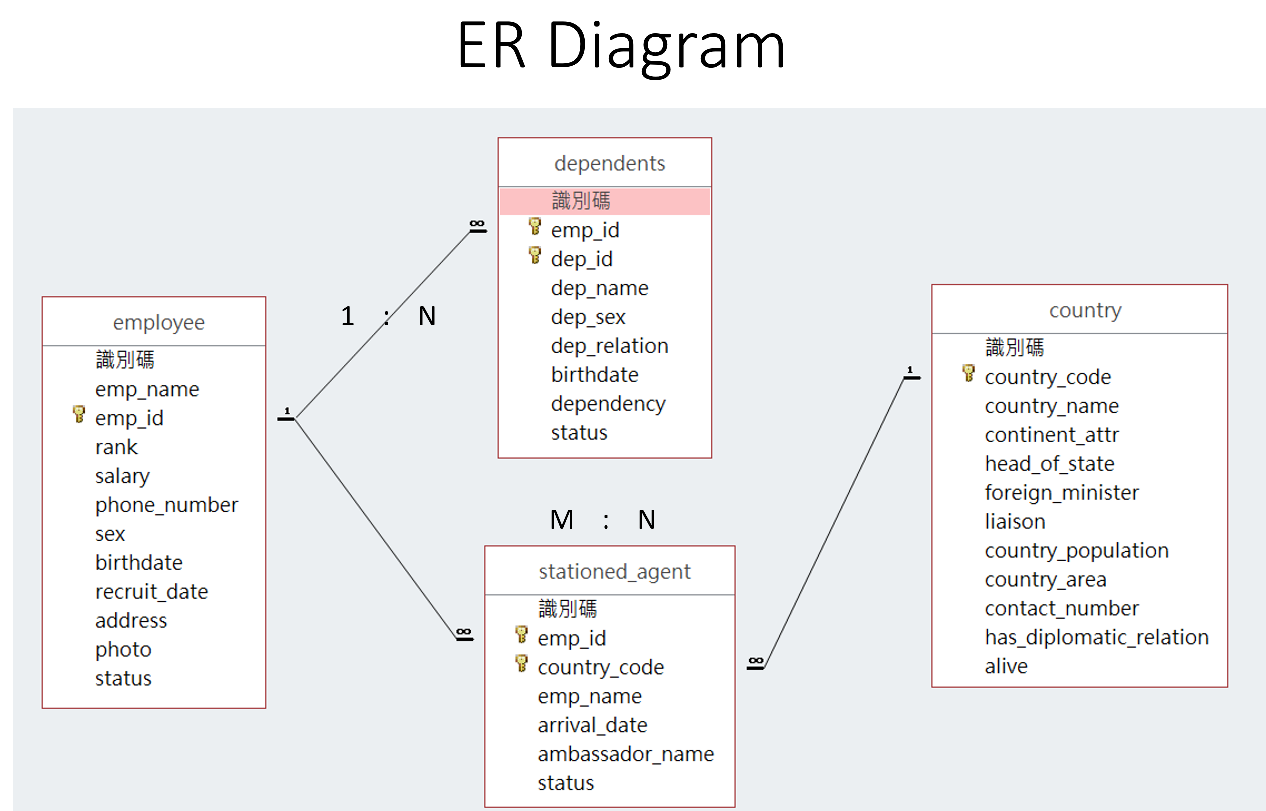 ER Diagram
dependents
識別碼
emp_id
dep_id
dep_name
dep_sex
dep_relation
birthdate
dependency
status
∞
1 : N
employee
識別碼
emp_name
emp_id
rank
salary
phone_number
sex
birthdate
recruit_date
address
photo
status
1
country
識別碼
country_code
country_name
continent_attr
head_of_state
foreign_minister
liaison
country_population
country_area
contact_number
has_diplomatic_relation
alive
1
M : N
stationed_agent
識別碼
emp_id
country_code
emp_name
arrival_date
ambassador_name
status
∞
∞